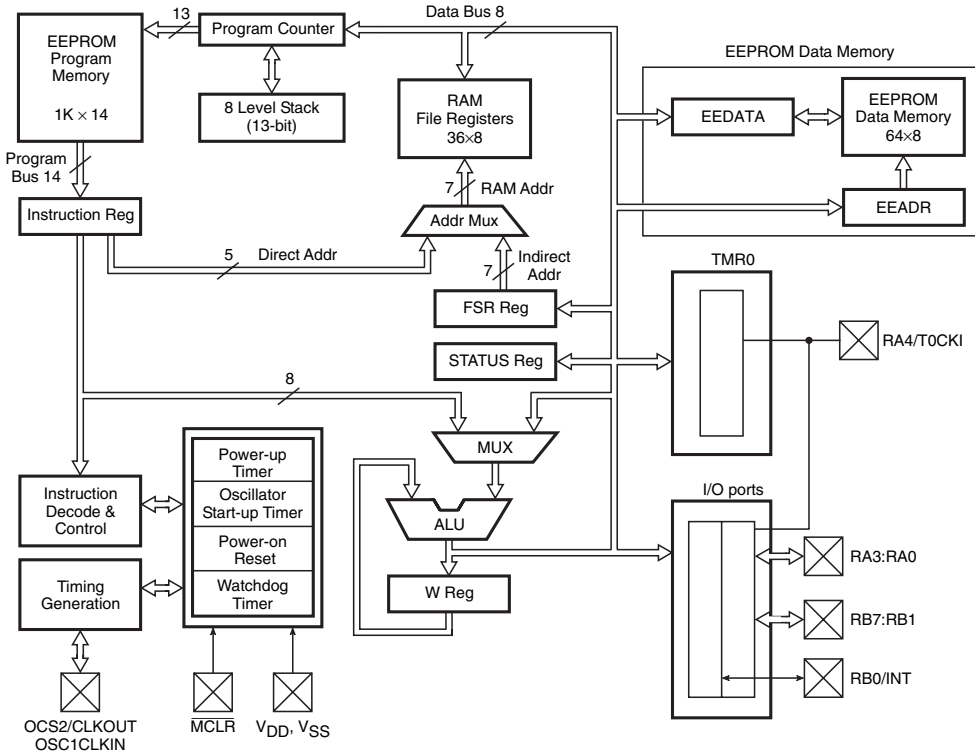 13
Program Counter
Data Bus 8
EEPROM
Program
Memory
1K × 14
8 Level Stack
(13-bit)
RAM
File Registers
36×8
EEPROM Data Memory
EEDATA
EEPROM
Data Memory
64×8
EEADR
Program
Bus 14
7
RAM Addr
Instruction Reg
Addr Mux
5
Direct Addr
7
Indirect
Addr
FSR Reg
TMR0
RA4/T0CKI
STATUS Reg
8
MUX
Power-up
Timer
Oscillator
Start-up Timer
Power-on
Reset
Watchdog
Timer
Instruction
Decode &
Control
ALU
I/O ports
RA3:RA0
Timing
Generation
W Reg
RB7:RB1
RB0/INT
OCS2/CLKOUT
OSC1CLKIN
MCLR
VDD, VSS